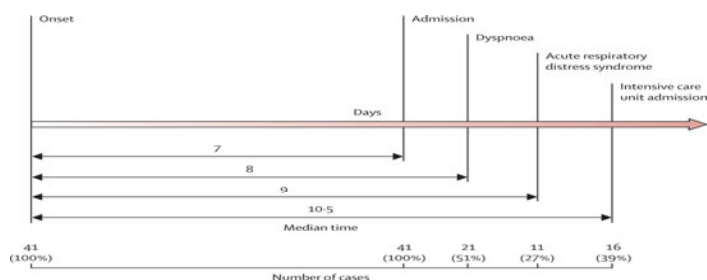 Onset
Admission
Dyspnoea
Acute respiratory
distress syndrome
Intensive care
unit admission
Days
7
8
9
10·5
Median time
41 41 21 11 16
(100%) (100%) (51%) (27%) (39%)
Number of cases